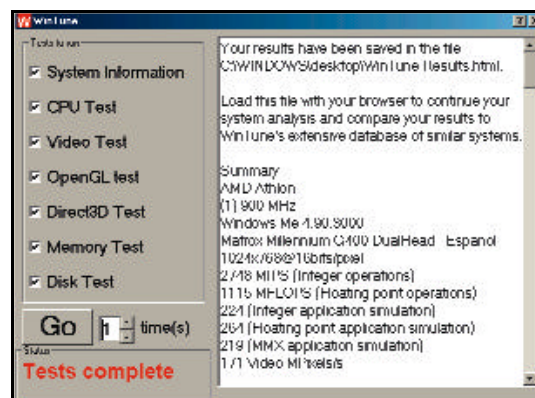 WinTune
Tests to run
System Information
CPU Test
Video Test
OpenGL test
Direct3D Test
Memory Test
Disk Test
Go
1
time(s)
Status
Tests complete
Your results have been saved in the file
C:\WINDOWS\desktop\WinTune Results.html.
Load this file with your browser to continue your
system analysis and compare your results to
WinTune's extensive database of similar systems.
Summary
AMD Athlon
(1) 900 MHz
Windows Me 4.90.3000
Matrox Millennium G400 DualHead - Español
1024x768@16bits/pixel
2748 MIPS (Integer operations)
1115 MFLOPS (Floating point operations)
224 (Integer application simulation)
264 (Floating point application simulation)
219 (MMX application simulation)
171 Video MPixels/s